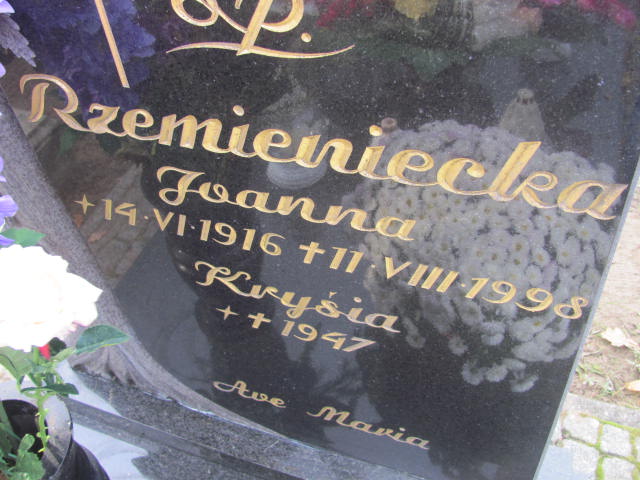 Ś.P.
Rzemieniecka
Joanna
+14·VI·1916 +11·VIII·1998
Kryśia
++1947
Ave Maria